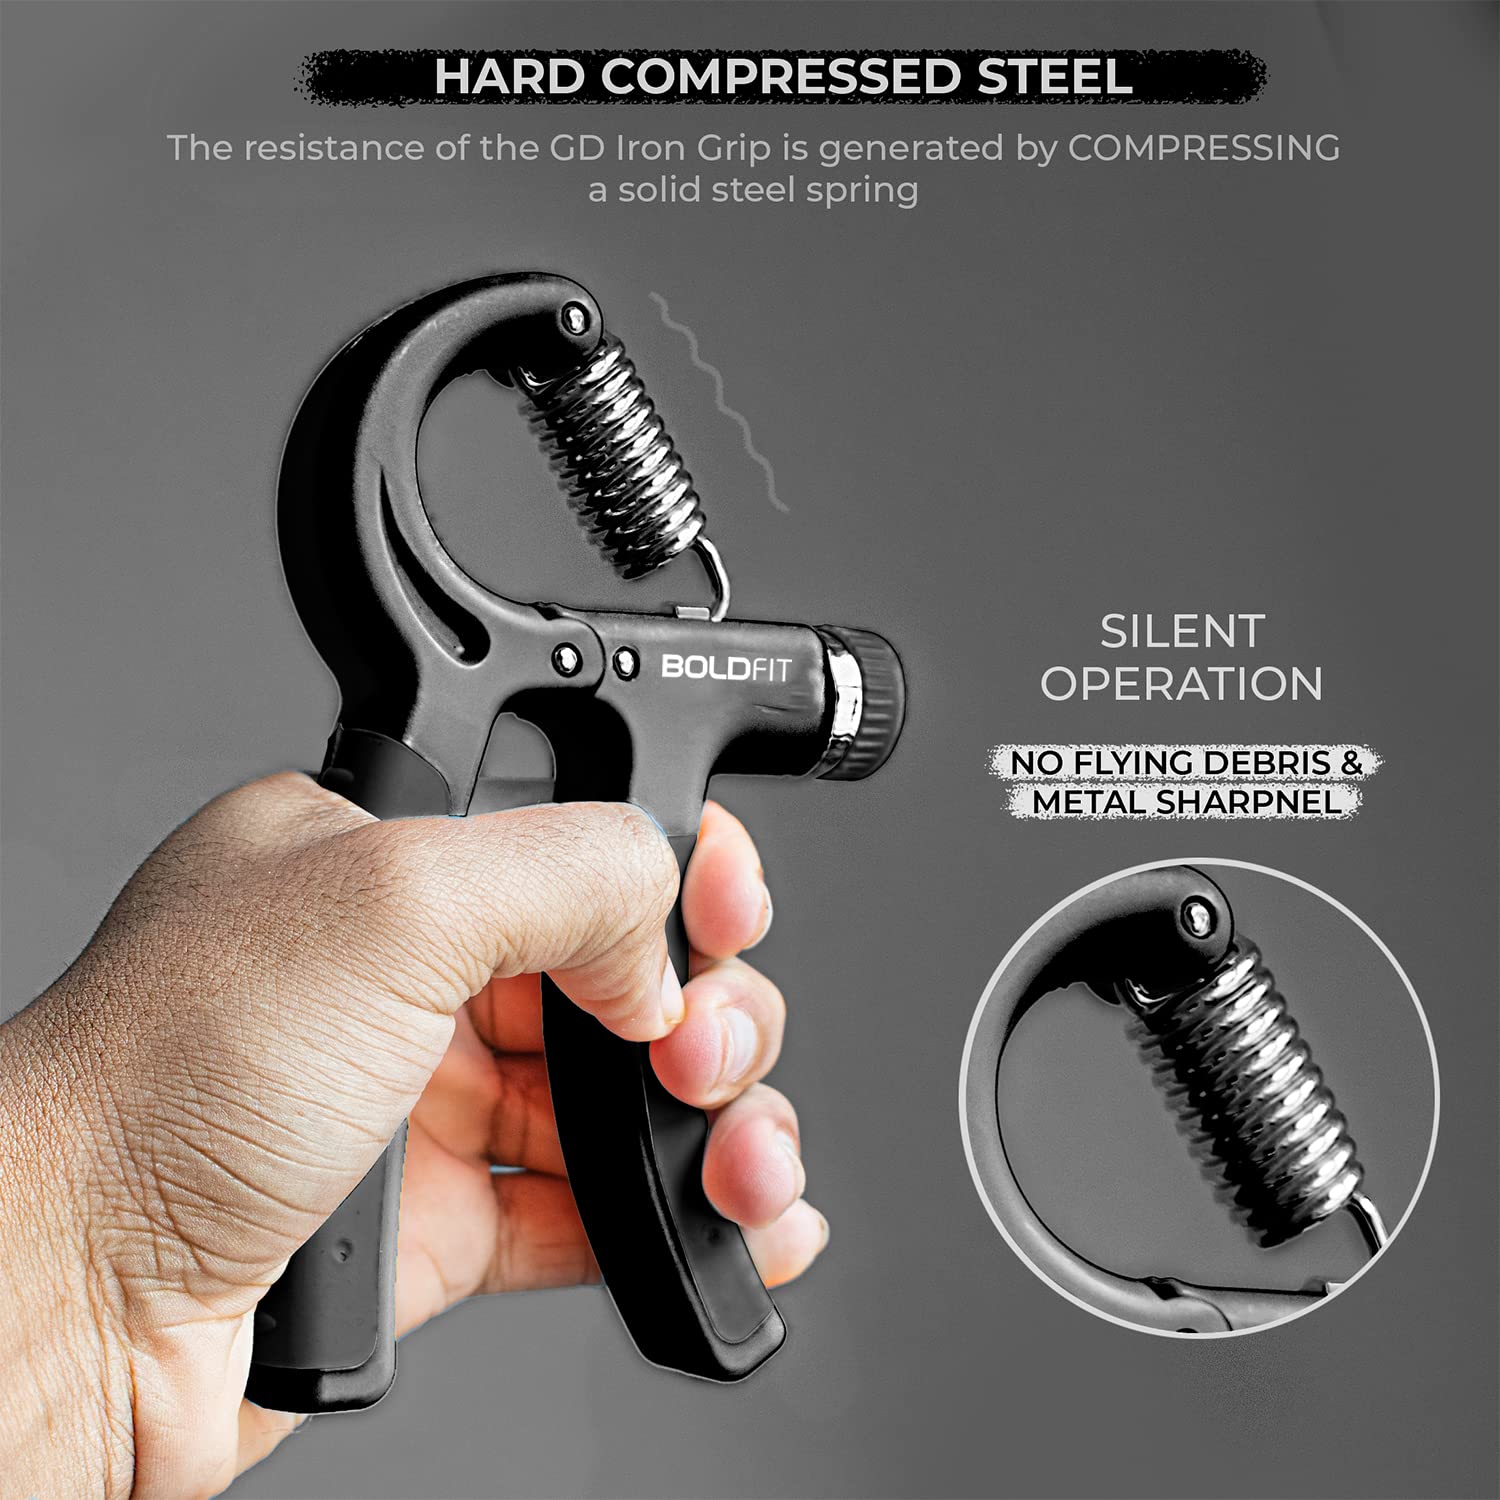 HARD COMPRESSED STEEL
The resistance of the GD Iron Grip is generated by COMPRESSING
a solid steel spring
BOLDFIT
SILENT
OPERATION
NO FLYING DEBRIS &
METAL SHARPNEL